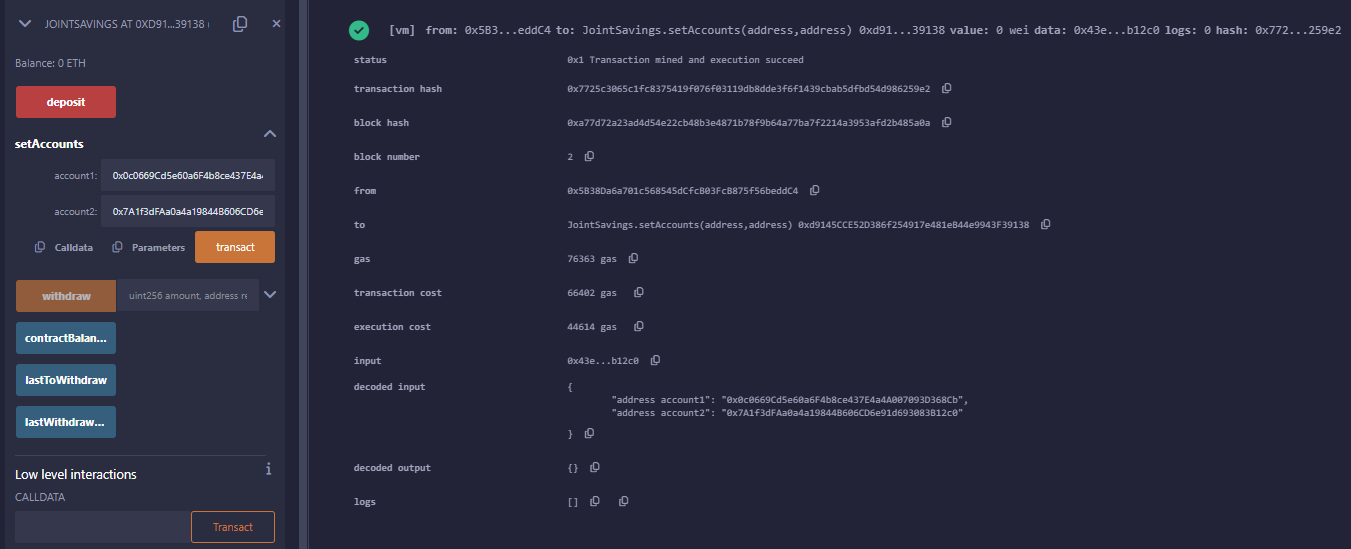 JOINTSAVINGS AT 0XD91...39138 (
Balance: 0 ETH
deposit
setAccounts
account1: 0x0c0669Cd5e60a6F4b8ce437E4a4
account2: 0x7A1f3dFAa0a4a19844B606CD6e
Calldata Parameters transact
withdraw uint256 amount, address re
contractBalan...
lastToWithdraw
lastWithdraw...
Low level interactions
CALLDATA
Transact
[vm] from: 0x5B3...eddC4 to: JointSavings.setAccounts(address,address) 0xd91...39138 value: 0 wei data: 0x43e...b12c0 logs: 0 hash: 0x772...259e2
status 0x1 Transaction mined and execution succeed
transaction hash 0x7725c3065c1fc8375419f076f03119db8dde3f6f1439cbab5dfbd54d986259e2
block hash 0xa77d72a23ad4d54e22cb48b3e4871b78f9b64a77ba7f2214a3953afd2b485a0a
block number 2
from 0x5B38Da6a701c568545dCfcB03FcB875f56beddC4
to JointSavings.setAccounts(address,address) 0xd9145CCE52D386f254917e481eB44e9943F39138
gas 76363 gas
transaction cost 66402 gas
execution cost 44614 gas
input 0x43e...b12c0
decoded input {
"address account1": "0x0c0669Cd5e60a6F4b8ce437E4a4A007093D368Cb",
"address account2": "0x7A1f3dFAa0a4a19844B606CD6e91d693083B12c0"
}
decoded output {}
logs []